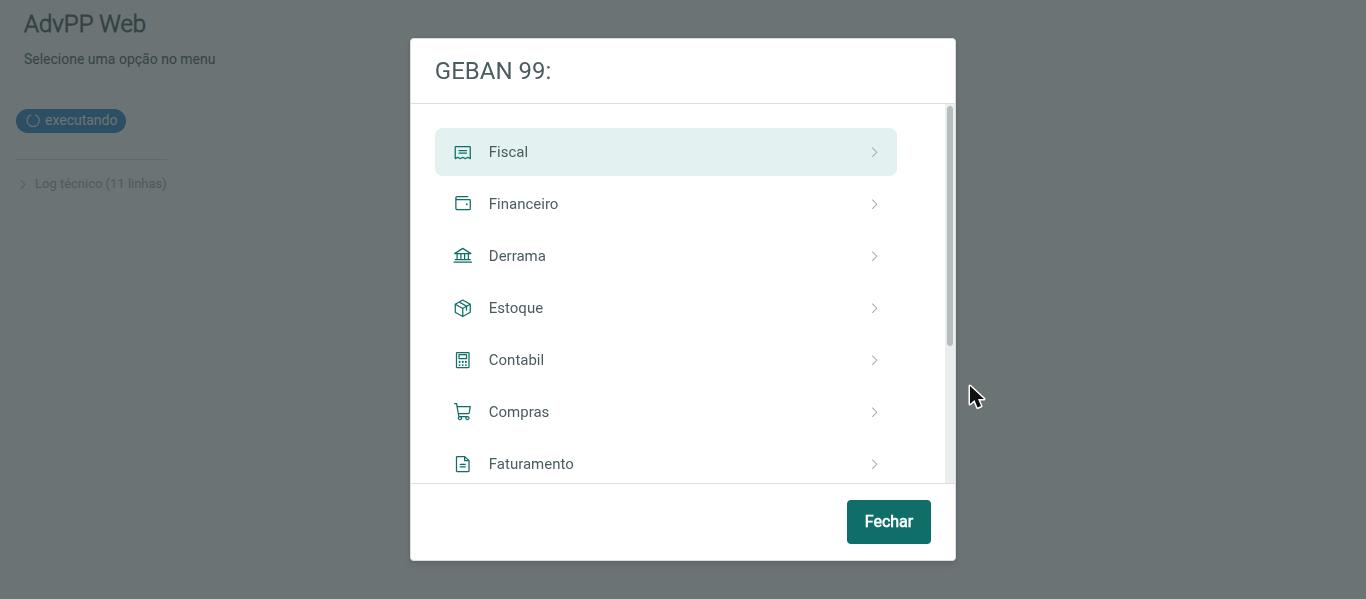 AdvPP Web
Selecione uma opção no menu
executando
Log técnico (11 linhas)
GEBAN 99:
Fiscal
Financeiro
Derrama
Estoque
Contabil
Compras
Faturamento
Fechar